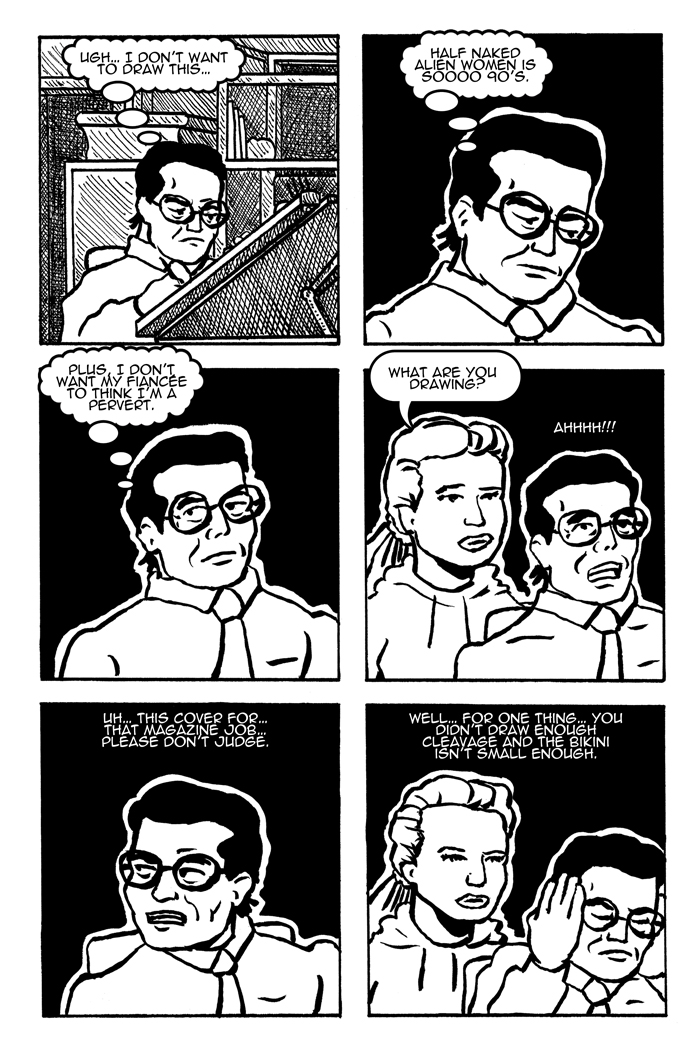 UGH... I DON'T WANT
TO DRAW THIS...
HALF NAKED
ALIEN WOMEN IS
SOOOO 90'S.
PLUS, I DON'T
WANT MY FIANCÉE
TO THINK I'M A
PERVERT.
WHAT ARE YOU
DRAWING?
AHHHH!!!
UH... THIS COVER FOR...
THAT MAGAZINE JOB...
PLEASE DON'T JUDGE.
WELL... FOR ONE THING... YOU
DIDN'T DRAW ENOUGH
CLEAVAGE AND THE BIKINI
ISN'T SMALL ENOUGH.